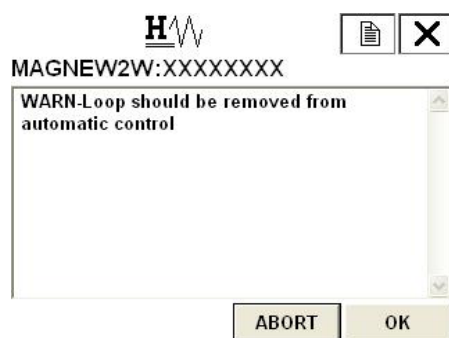 H
MAGNEW2W:XXXXXXXX
WARN-Loop should be removed from
automatic control
ABORT
OK